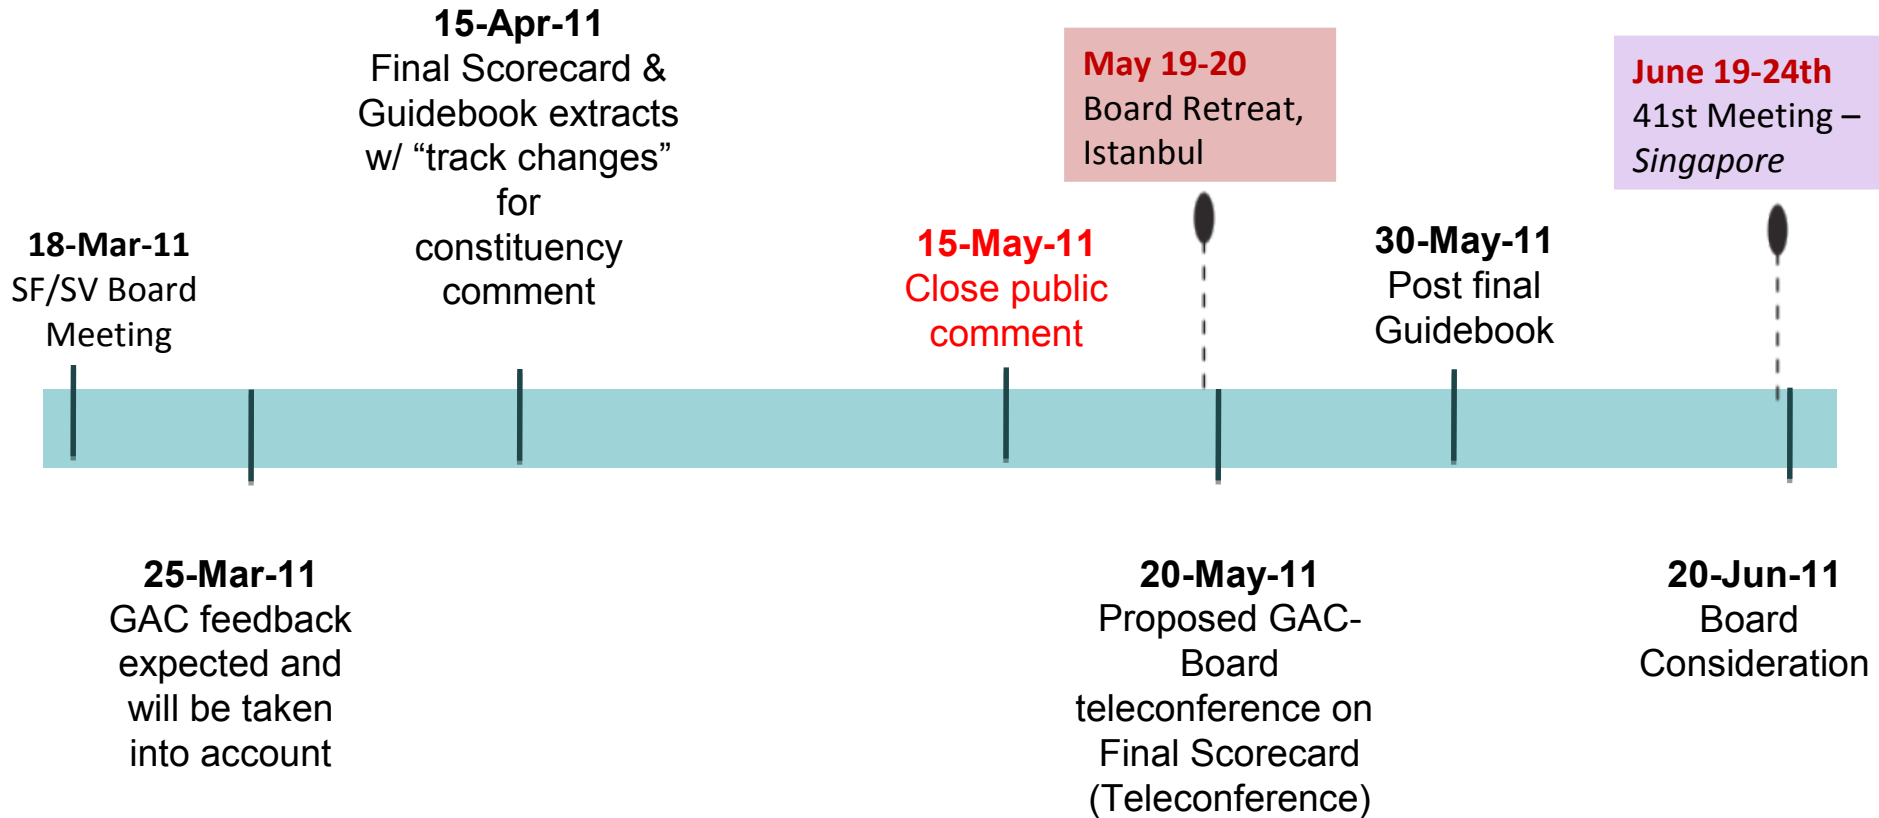 15-Apr-11
Final Scorecard &
Guidebook extracts
w/ “track changes”
for
constituency
comment
May 19-20
Board Retreat,
Istanbul
June 19-24th
41st Meeting –
Singapore
18-Mar-11
SF/SV Board
Meeting
15-May-11
Close public
comment
30-May-11
Post final
Guidebook
25-Mar-11
GAC feedback
expected and
will be taken
into account
20-May-11
Proposed GAC-
Board
teleconference on
Final Scorecard
(Teleconference)
20-Jun-11
Board
Consideration